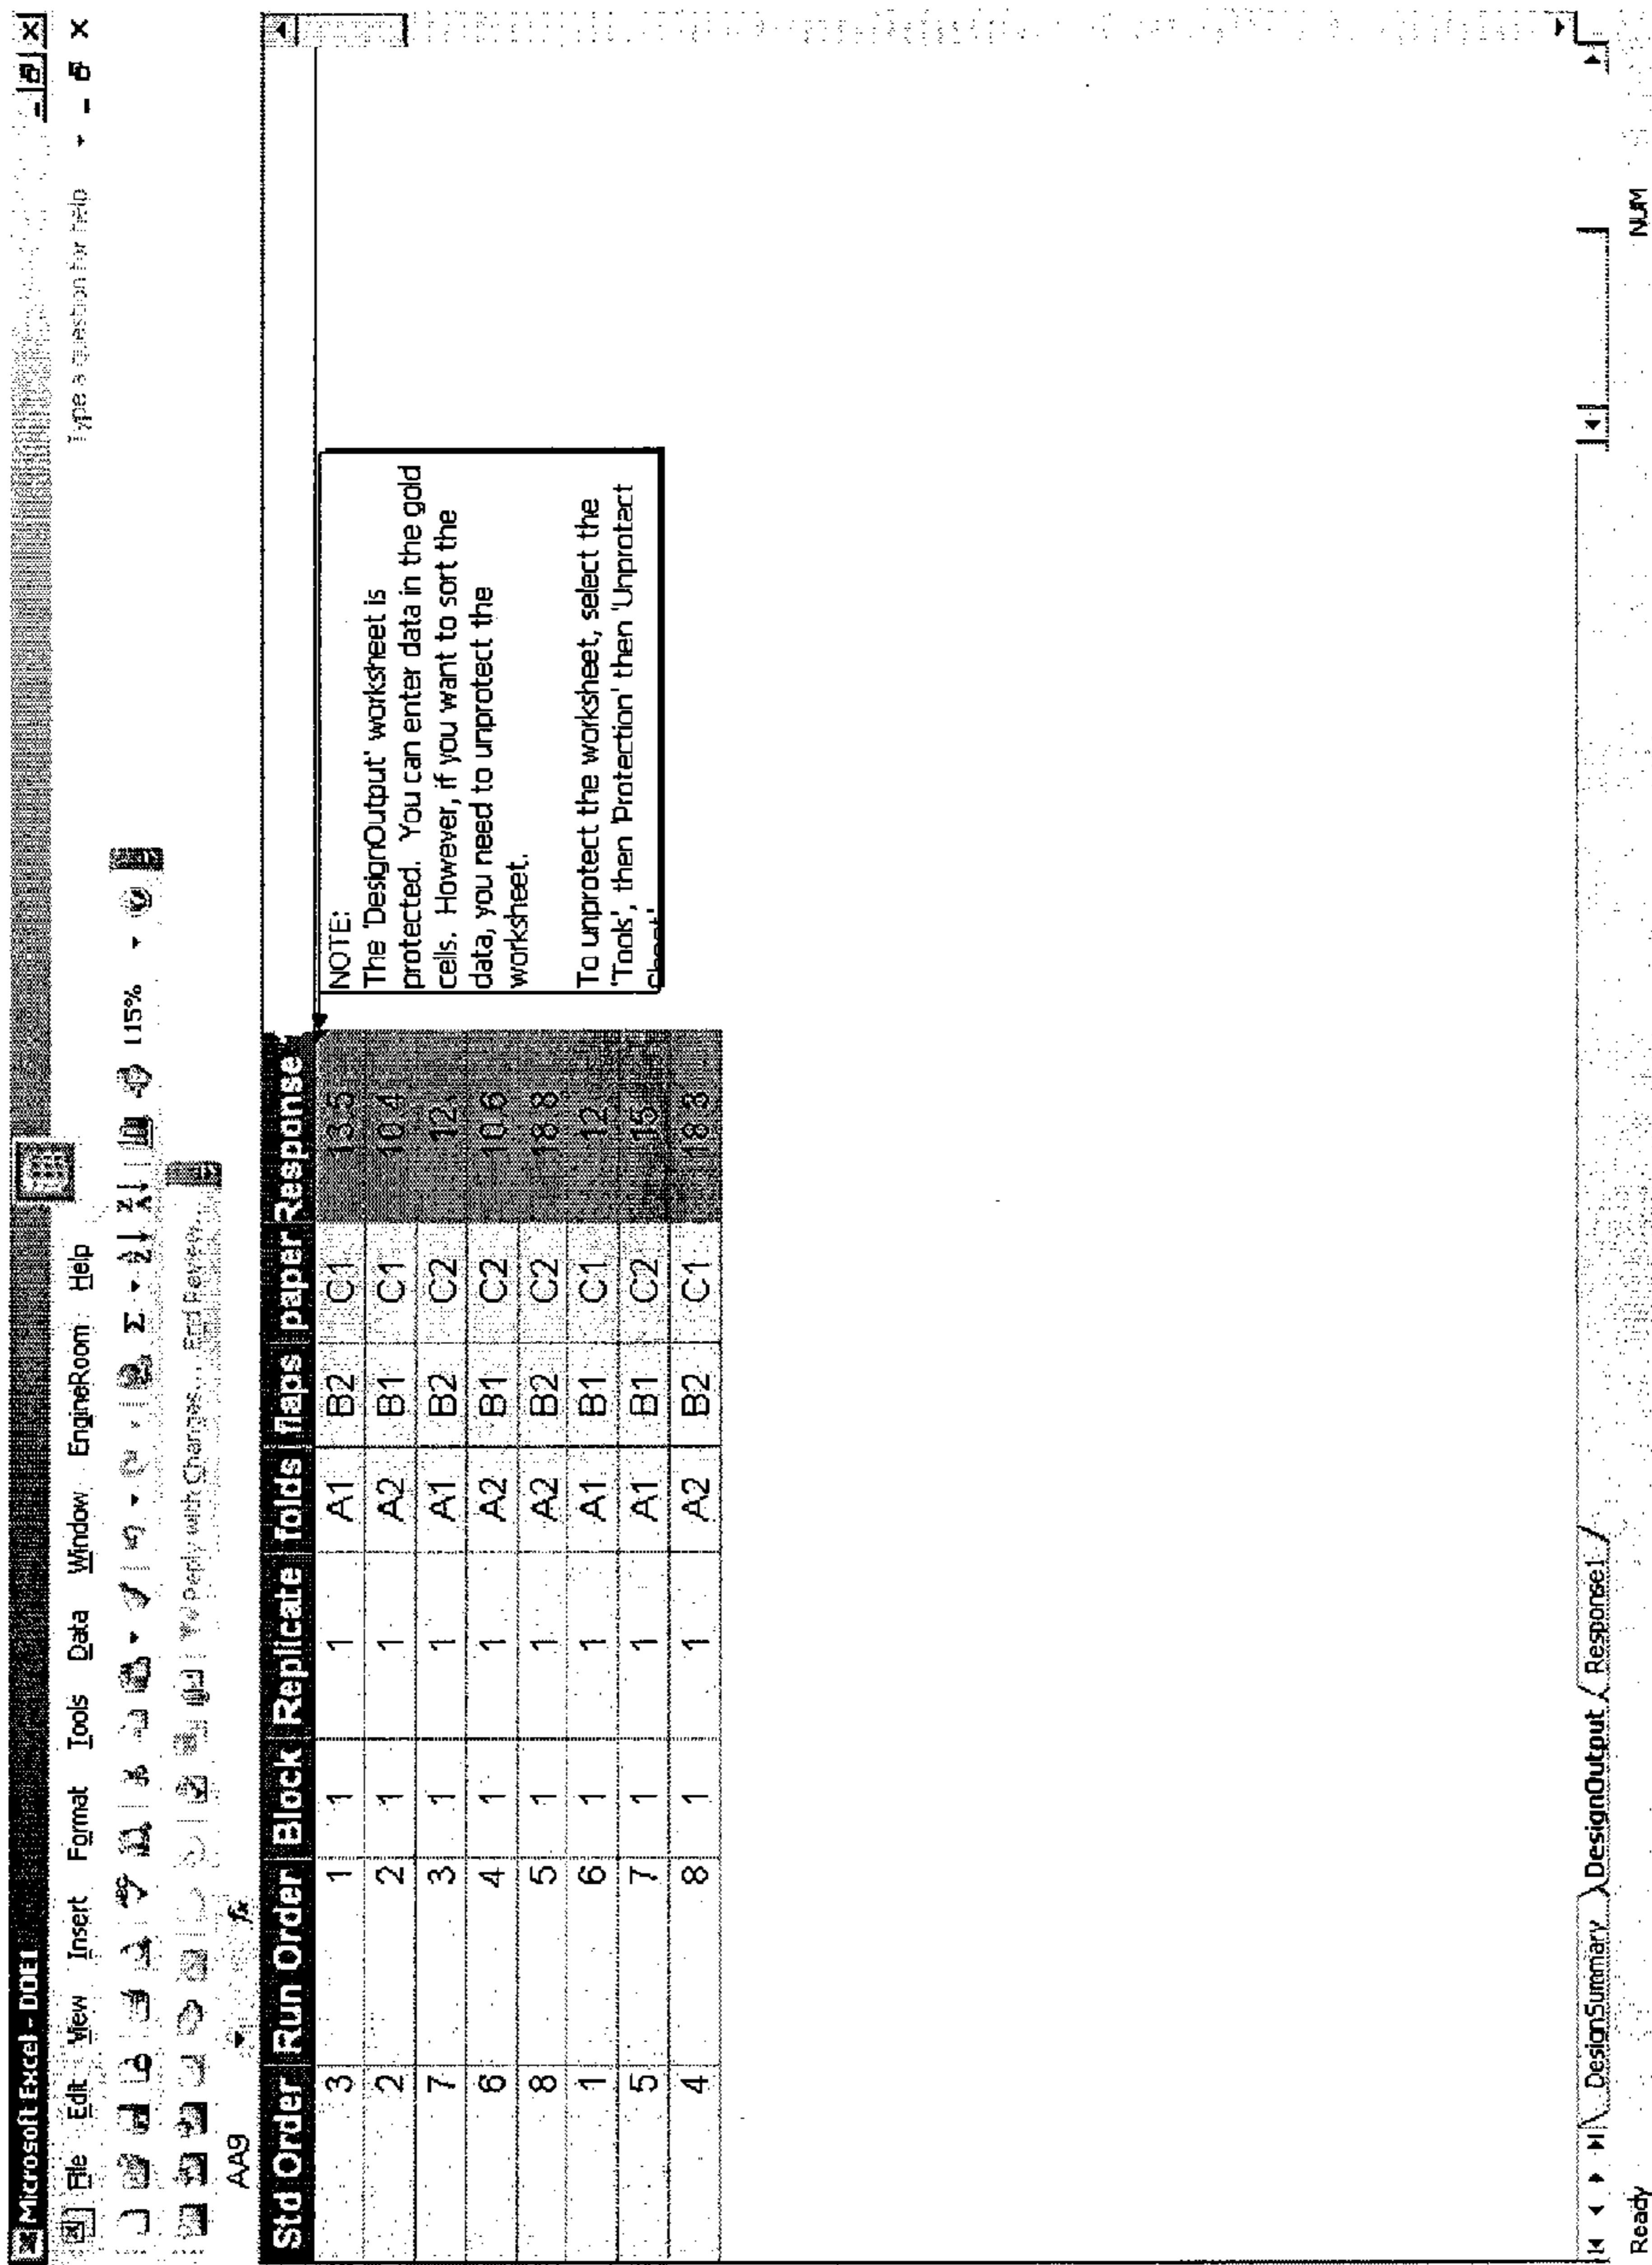 Microsoft Excel - DOE1
File Edit View Insert Format Tools Data Window EngineRoom Help
Type a question for help
115%
Reply with Changes... End Review...
AA9 fx
Std Order Run Order Block Replicate folds flaps paper Response
3 1 1 1 A1 B2 C1 13.5
2 2 1 1 A2 B1 C1 10.4
7 3 1 1 A1 B2 C2 12
6 4 1 1 A2 B1 C2 10.6
8 5 1 1 A2 B2 C2 18.8
1 6 1 1 A1 B1 C1 12
5 7 1 1 A1 B1 C2 15
4 8 1 1 A2 B2 C1 18.3
NOTE:
The 'DesignOutput' worksheet is
protected. You can enter data in the gold
cells. However, if you want to sort the
data, you need to unprotect the
worksheet.
To unprotect the worksheet, select the
'Tools', then 'Protection' then 'Unprotect
DesignSummary DesignOutput Response1
Ready NUM